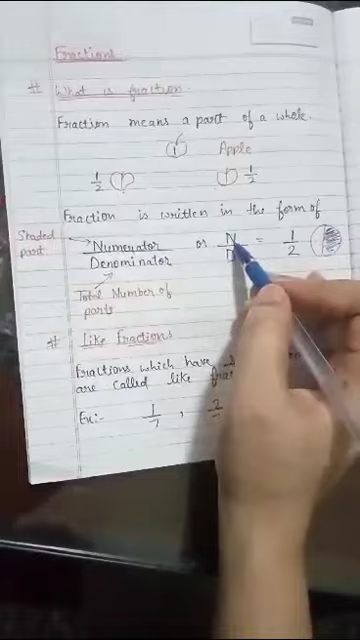 Fractions
# What is fraction.
Fraction means a part of a whole.
1 Apple
1/2 1/2
Fraction is written in the form of
Shaded part
Numerator/Denominator or N/D = 1/2
Total Number of
parts
# Like Fractions
Fractions which have
are called like
Ex:- 1/7 , 2